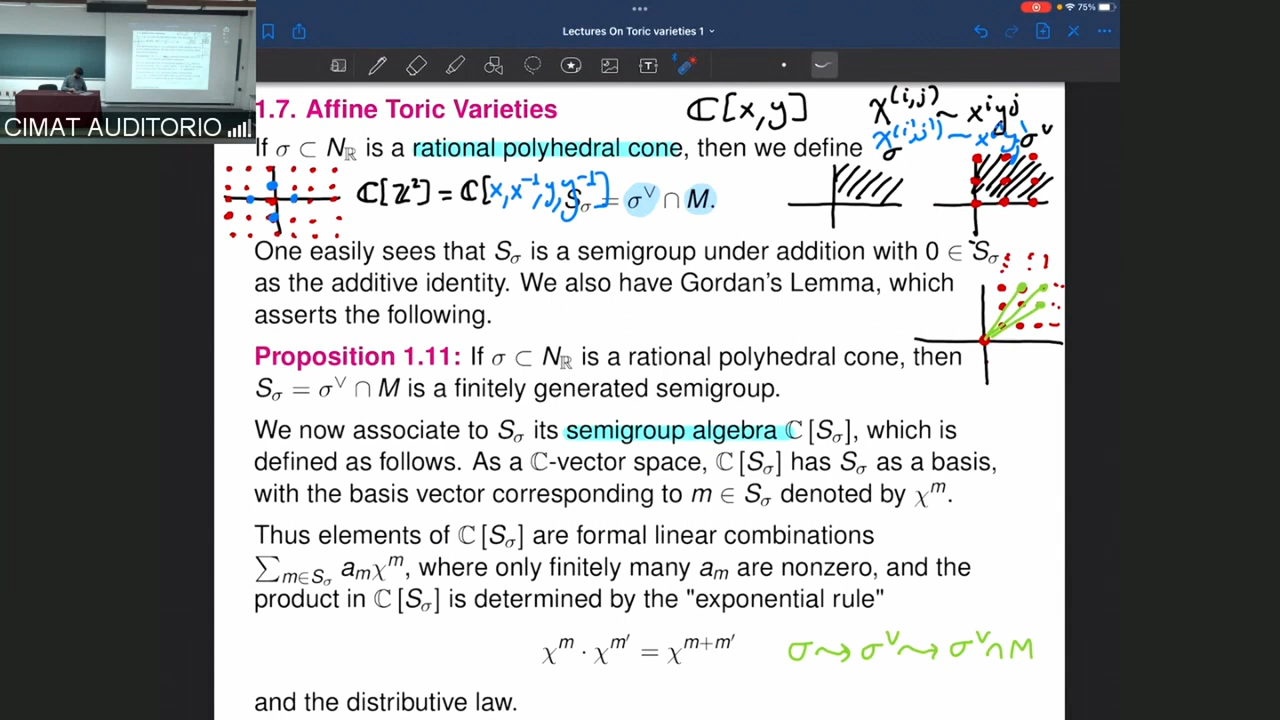 75%
Lectures On Toric varieties 1
CIMAT AUDITORIO
1.7. Affine Toric Varieties
ℂ[x,y]
χ^(i,j) ~ x^i y^j
If σ ⊂ N_ℝ is a rational polyhedral cone, then we define
σ
σ^∨
ℂ[ℤ²] = ℂ[x,x⁻¹,y,y⁻¹]
S_σ = σ^∨ ∩ M.
One easily sees that S_σ is a semigroup under addition with 0 ∈ S_σ
as the additive identity. We also have Gordan's Lemma, which
asserts the following.
Proposition 1.11: If σ ⊂ N_ℝ is a rational polyhedral cone, then
S_σ = σ^∨ ∩ M is a finitely generated semigroup.
We now associate to S_σ its semigroup algebra ℂ[S_σ], which is
defined as follows. As a ℂ-vector space, ℂ[S_σ] has S_σ as a basis,
with the basis vector corresponding to m ∈ S_σ denoted by χ^m.
Thus elements of ℂ[S_σ] are formal linear combinations
∑_{m∈S_σ} a_m χ^m, where only finitely many a_m are nonzero, and the
product in ℂ[S_σ] is determined by the "exponential rule"
χ^m · χ^m′ = χ^{m+m′}
σ ⇝ σ^∨ ⇝ σ^∨ ∩ M
and the distributive law.